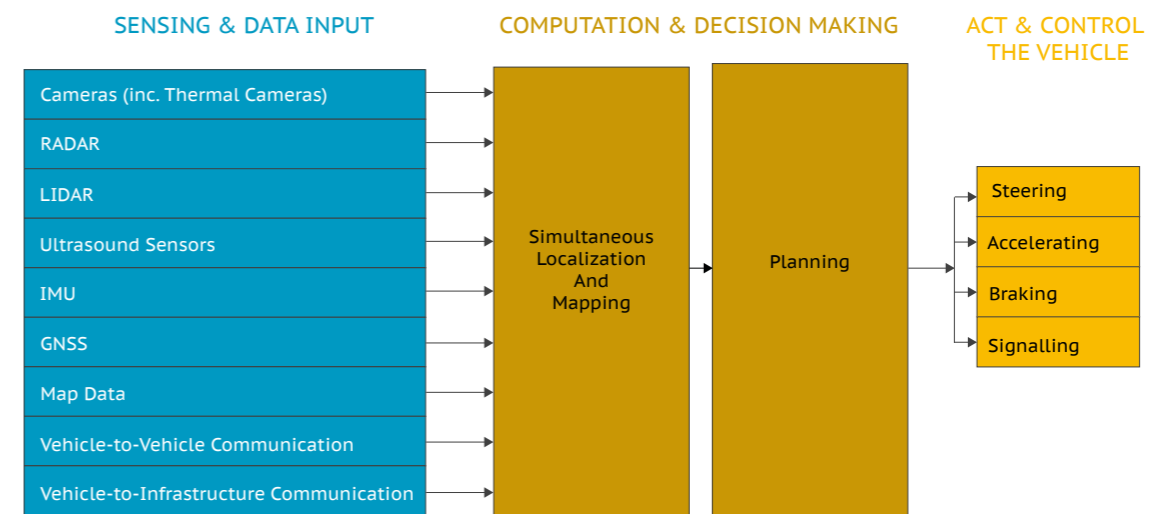 SENSING & DATA INPUT
COMPUTATION & DECISION MAKING
ACT & CONTROL
THE VEHICLE
Cameras (inc. Thermal Cameras)
RADAR
LIDAR
Ultrasound Sensors
IMU
GNSS
Map Data
Vehicle-to-Vehicle Communication
Vehicle-to-Infrastructure Communication
Simultaneous
Localization
And
Mapping
Planning
Steering
Accelerating
Braking
Signalling